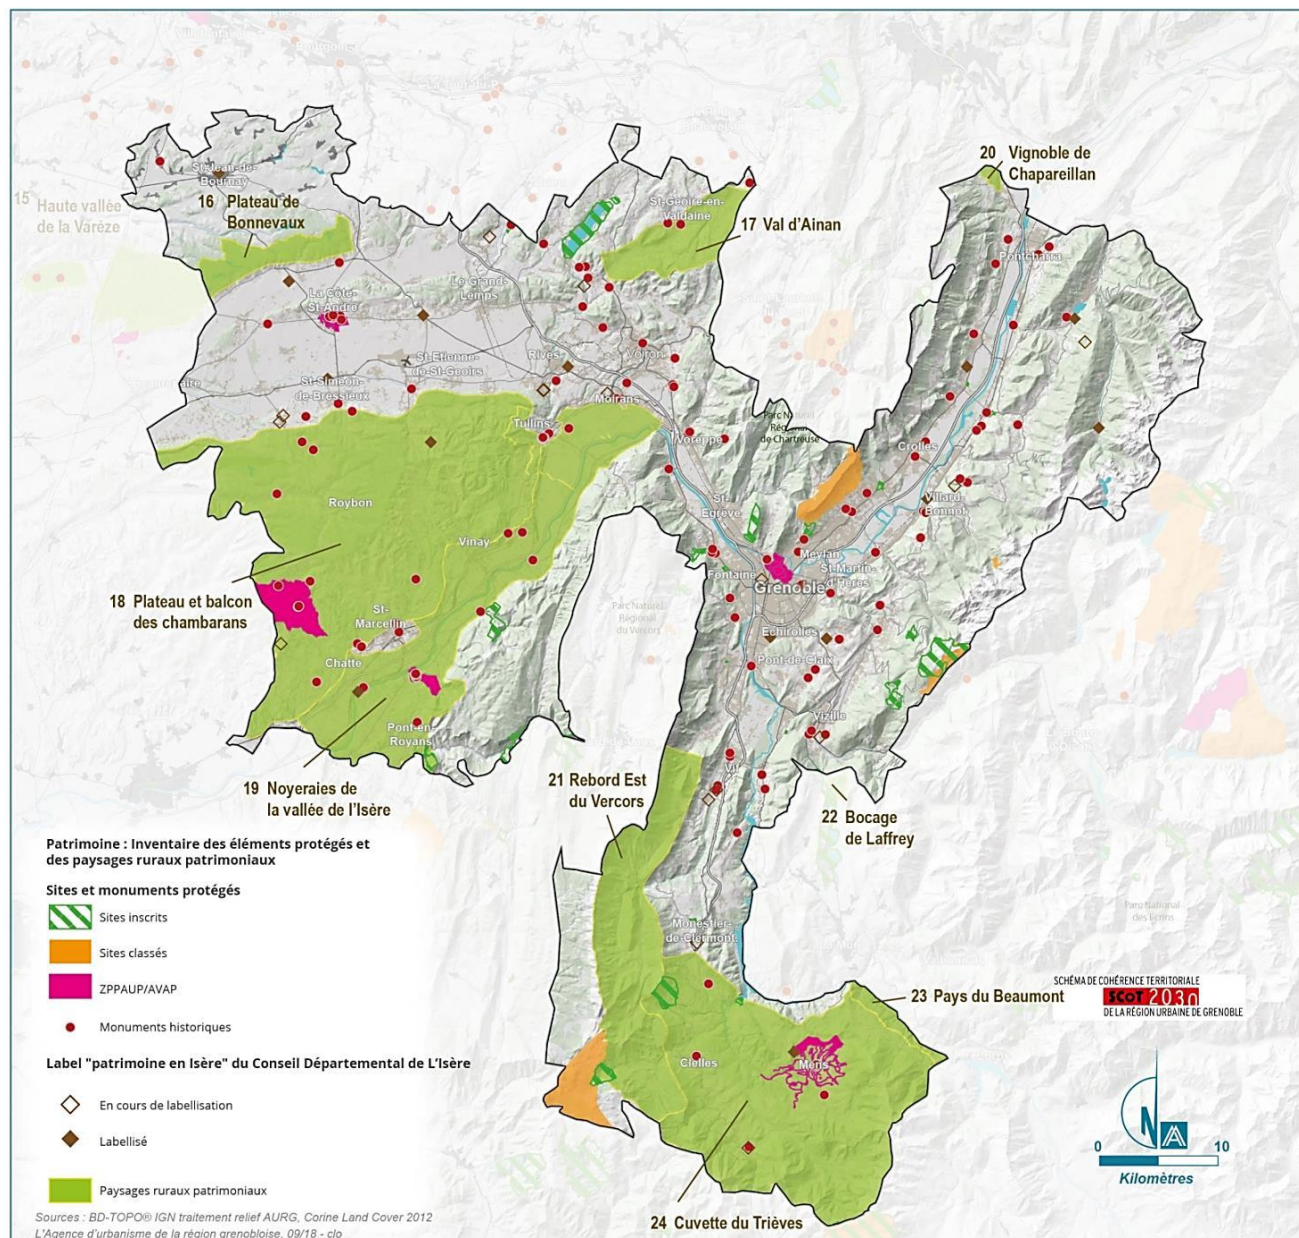 St-Jean-de-
Bournay
15
Haute vallée
de la Varèze
16 Plateau de
Bonnevaux
St-Geoire-en-
Valdaine
17 Val d'Ainan
20 Vignoble de
Chapareillan
Pontcharra
Le Grand-
Lemps
La Côte-
St-André
St-Etienne-
de-St-Geoirs
Rives
Voiron
St-Siméon-
de-Bressieux
Moirans
Tullins
Voreppe
Parc Naturel
Régional
de Chartreuse
Crolles
Roybon
St-
Egrève
Villard-
Bonnot
Vinay
Meylan
Fontaine
St-Martin-
d'Hères
Grenoble
18 Plateau et balcon
des chambarans
St-
Marcellin
Parc Naturel
Régional
du Vercors
Echirolles
Chatte
Pont-de-Claix
Vizille
Pont-en-
Royans
Vif
19 Noyeraies de
la vallée de l'Isère
21 Rebord Est
du Vercors
22 Bocage
de Laffrey
Parc National
des Ecrins
Monestier-
de-Clermont
23 Pays du Beaumont
Clelles
Mens
24 Cuvette du Trièves
Patrimoine : Inventaire des éléments protégés et
des paysages ruraux patrimoniaux
Sites et monuments protégés
Sites inscrits
Sites classés
ZPPAUP/AVAP
Monuments historiques
Label "patrimoine en Isère" du Conseil Départemental de L'Isère
En cours de labellisation
Labellisé
Paysages ruraux patrimoniaux
Sources : BD-TOPO® IGN traitement relief AURG, Corine Land Cover 2012
L'Agence d'urbanisme de la région grenobloise, 09/18 - clo
SCHÉMA DE COHÉRENCE TERRITORIALE
SCoT 2030
DE LA RÉGION URBAINE DE GRENOBLE
0 10
Kilomètres